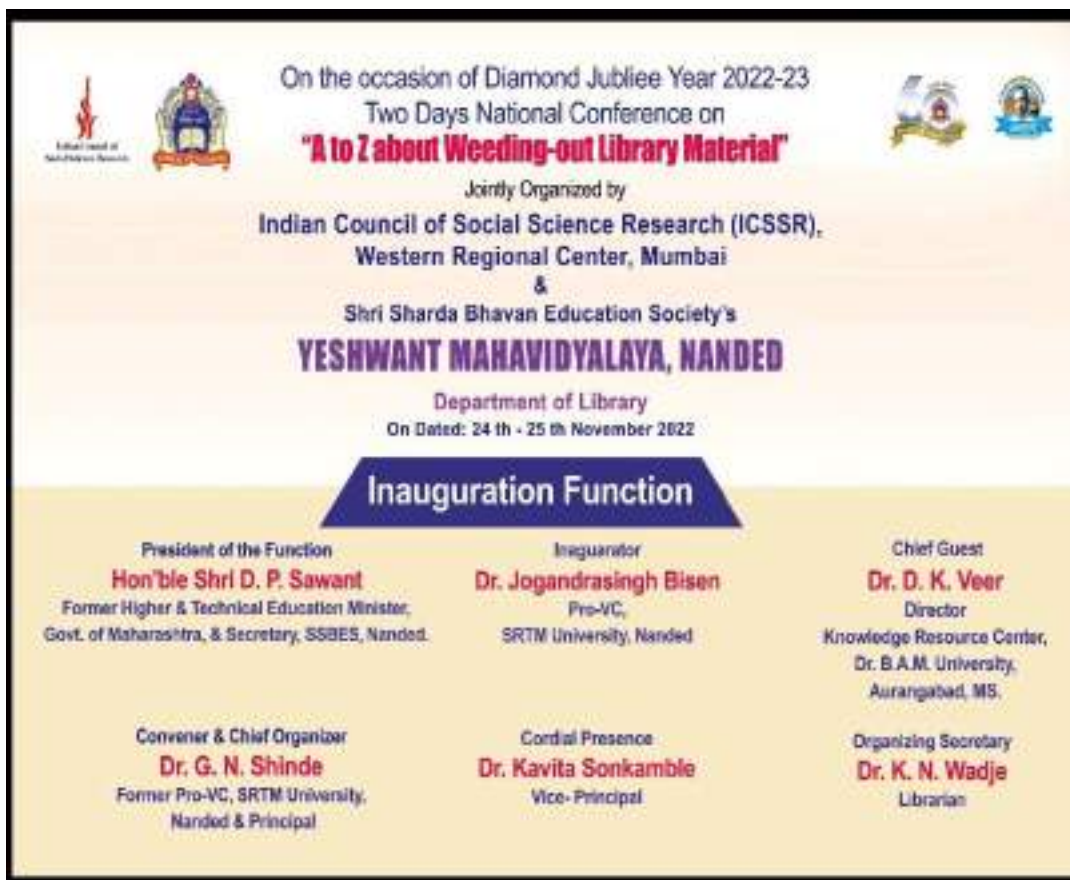 On the occasion of Diamond Jubliee Year 2022-23
Two Days National Conference on
"A to Z about Weeding-out Library Material"
Jointly Organized by
Indian Council of Social Science Research (ICSSR),
Western Regional Center, Mumbai
&
Shri Sharda Bhavan Education Society's
YESHWANT MAHAVIDYALAYA, NANDED
Department of Library
On Dated: 24 th - 25 th November 2022
Inauguration Function
President of the Function
Hon'ble Shri D. P. Sawant
Former Higher & Technical Education Minister,
Govt. of Maharashtra, & Secretary, SSBES, Nanded.
Ineguarator
Dr. Jogandrasingh Bisen
Pro-VC,
SRTM University, Nanded
Chief Guest
Dr. D. K. Veer
Director
Knowledge Resource Center,
Dr. B.A.M. University,
Aurangabad, MS.
Convener & Chief Organizer
Dr. G. N. Shinde
Former Pro-VC, SRTM University,
Nanded & Principal
Cordial Presence
Dr. Kavita Sonkamble
Vice- Principal
Organizing Secretary
Dr. K. N. Wadje
Librarian